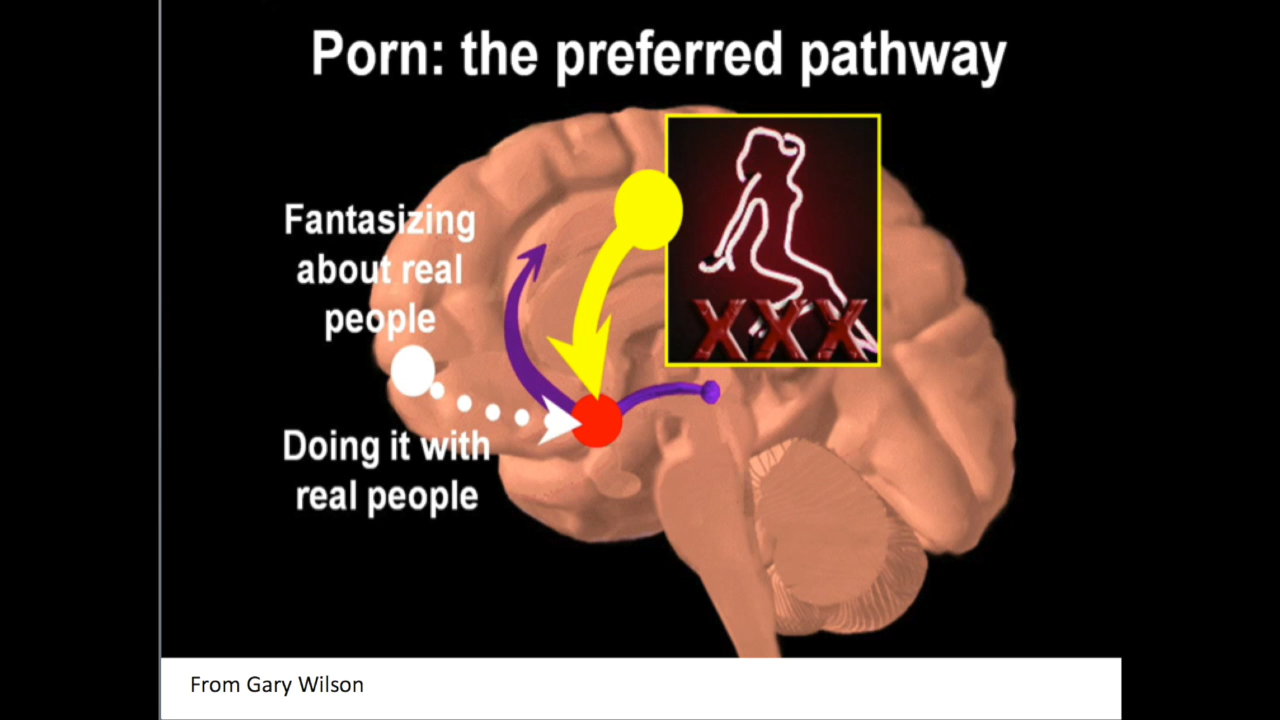 Porn: the preferred pathway
Fantasizing
about real
people
XXX
Doing it with
real people
From Gary Wilson